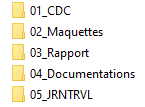 01_CDC
02_Maquettes
03_Rapport
04_Documentations
05_JRNTRVL